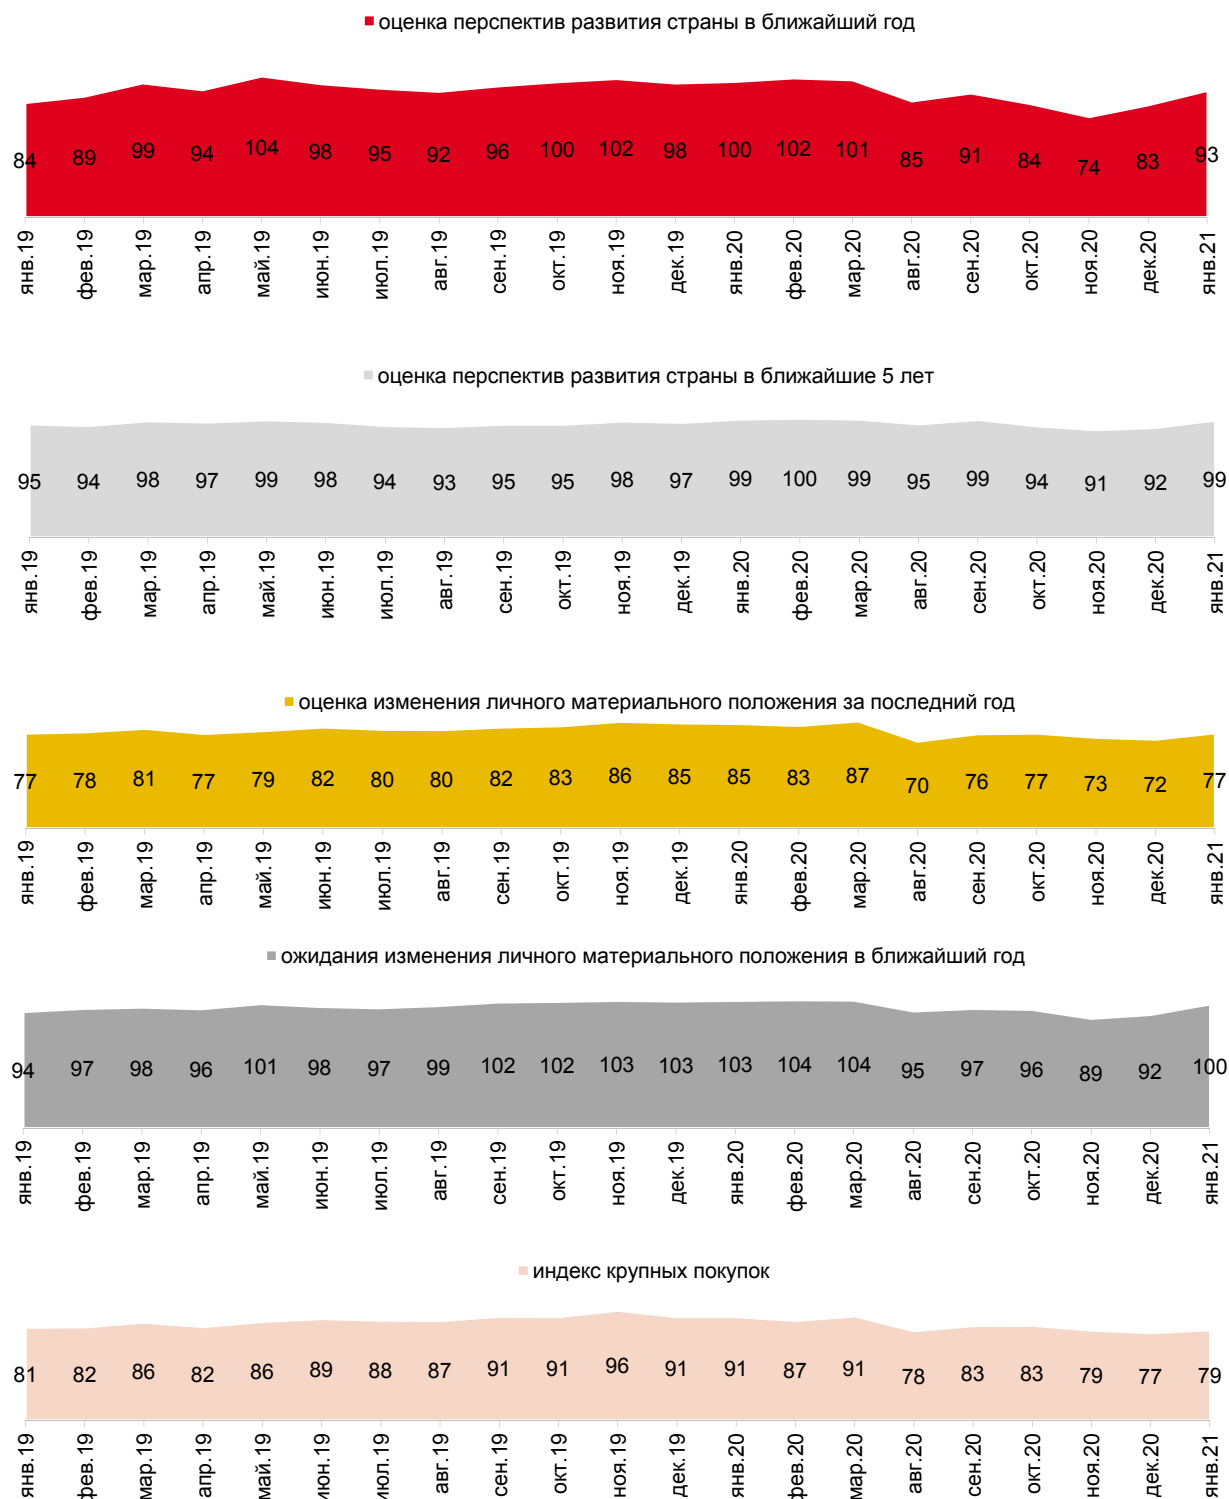 оценка перспектив развития страны в ближайший год
84 89 99 94 104 98 95 92 96 100 102 98 100 102 101 85 91 84 74 83 93
янв.19 фев.19 мар.19 апр.19 май.19 июн.19 июл.19 авг.19 сен.19 окт.19 ноя.19 дек.19 янв.20 фев.20 мар.20 авг.20 сен.20 окт.20 ноя.20 дек.20 янв.21
оценка перспектив развития страны в ближайшие 5 лет
95 94 98 97 99 98 94 93 95 95 98 97 99 100 99 95 99 94 91 92 99
янв.19 фев.19 мар.19 апр.19 май.19 июн.19 июл.19 авг.19 сен.19 окт.19 ноя.19 дек.19 янв.20 фев.20 мар.20 авг.20 сен.20 окт.20 ноя.20 дек.20 янв.21
оценка изменения личного материального положения за последний год
77 78 81 77 79 82 80 80 82 83 86 85 85 83 87 70 76 77 73 72 77
янв.19 фев.19 мар.19 апр.19 май.19 июн.19 июл.19 авг.19 сен.19 окт.19 ноя.19 дек.19 янв.20 фев.20 мар.20 авг.20 сен.20 окт.20 ноя.20 дек.20 янв.21
ожидания изменения личного материального положения в ближайший год
94 97 98 96 101 98 97 99 102 102 103 103 103 104 104 95 97 96 89 92 100
янв.19 фев.19 мар.19 апр.19 май.19 июн.19 июл.19 авг.19 сен.19 окт.19 ноя.19 дек.19 янв.20 фев.20 мар.20 авг.20 сен.20 окт.20 ноя.20 дек.20 янв.21
индекс крупных покупок
81 82 86 82 86 89 88 87 91 91 96 91 91 87 91 78 83 83 79 77 79
янв.19 фев.19 мар.19 апр.19 май.19 июн.19 июл.19 авг.19 сен.19 окт.19 ноя.19 дек.19 янв.20 фев.20 мар.20 авг.20 сен.20 окт.20 ноя.20 дек.20 янв.21